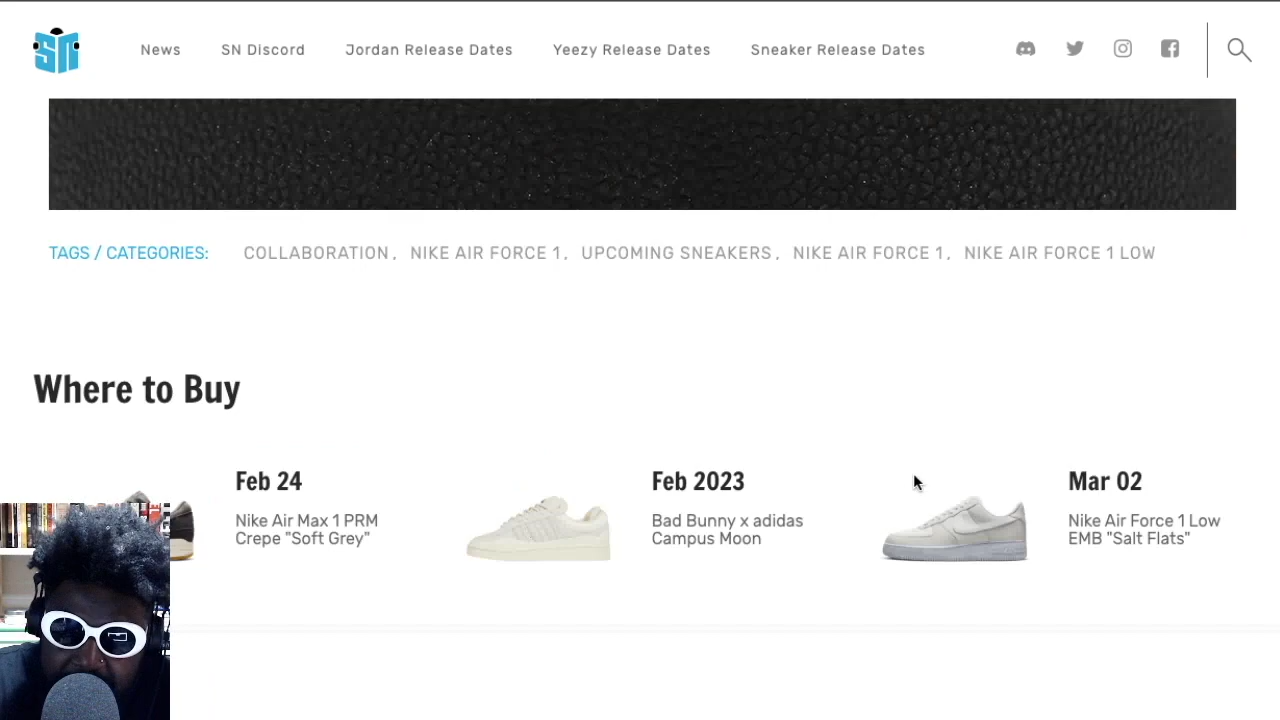 SN
News
SN Discord
Jordan Release Dates
Yeezy Release Dates
Sneaker Release Dates
TAGS / CATEGORIES:
COLLABORATION, NIKE AIR FORCE 1, UPCOMING SNEAKERS, NIKE AIR FORCE 1, NIKE AIR FORCE 1 LOW
Where to Buy
Feb 24
Nike Air Max 1 PRM
Crepe "Soft Grey"
Feb 2023
Bad Bunny x adidas
Campus Moon
Mar 02
Nike Air Force 1 Low
EMB "Salt Flats"